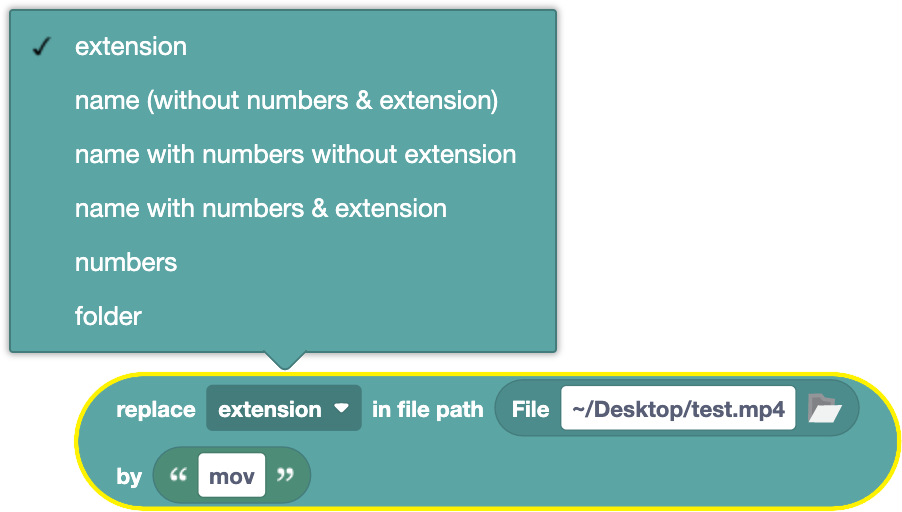 ✓ extension
name (without numbers & extension)
name with numbers without extension
name with numbers & extension
numbers
folder
replace extension in file path File ~/Desktop/test.mp4
by “ mov ”